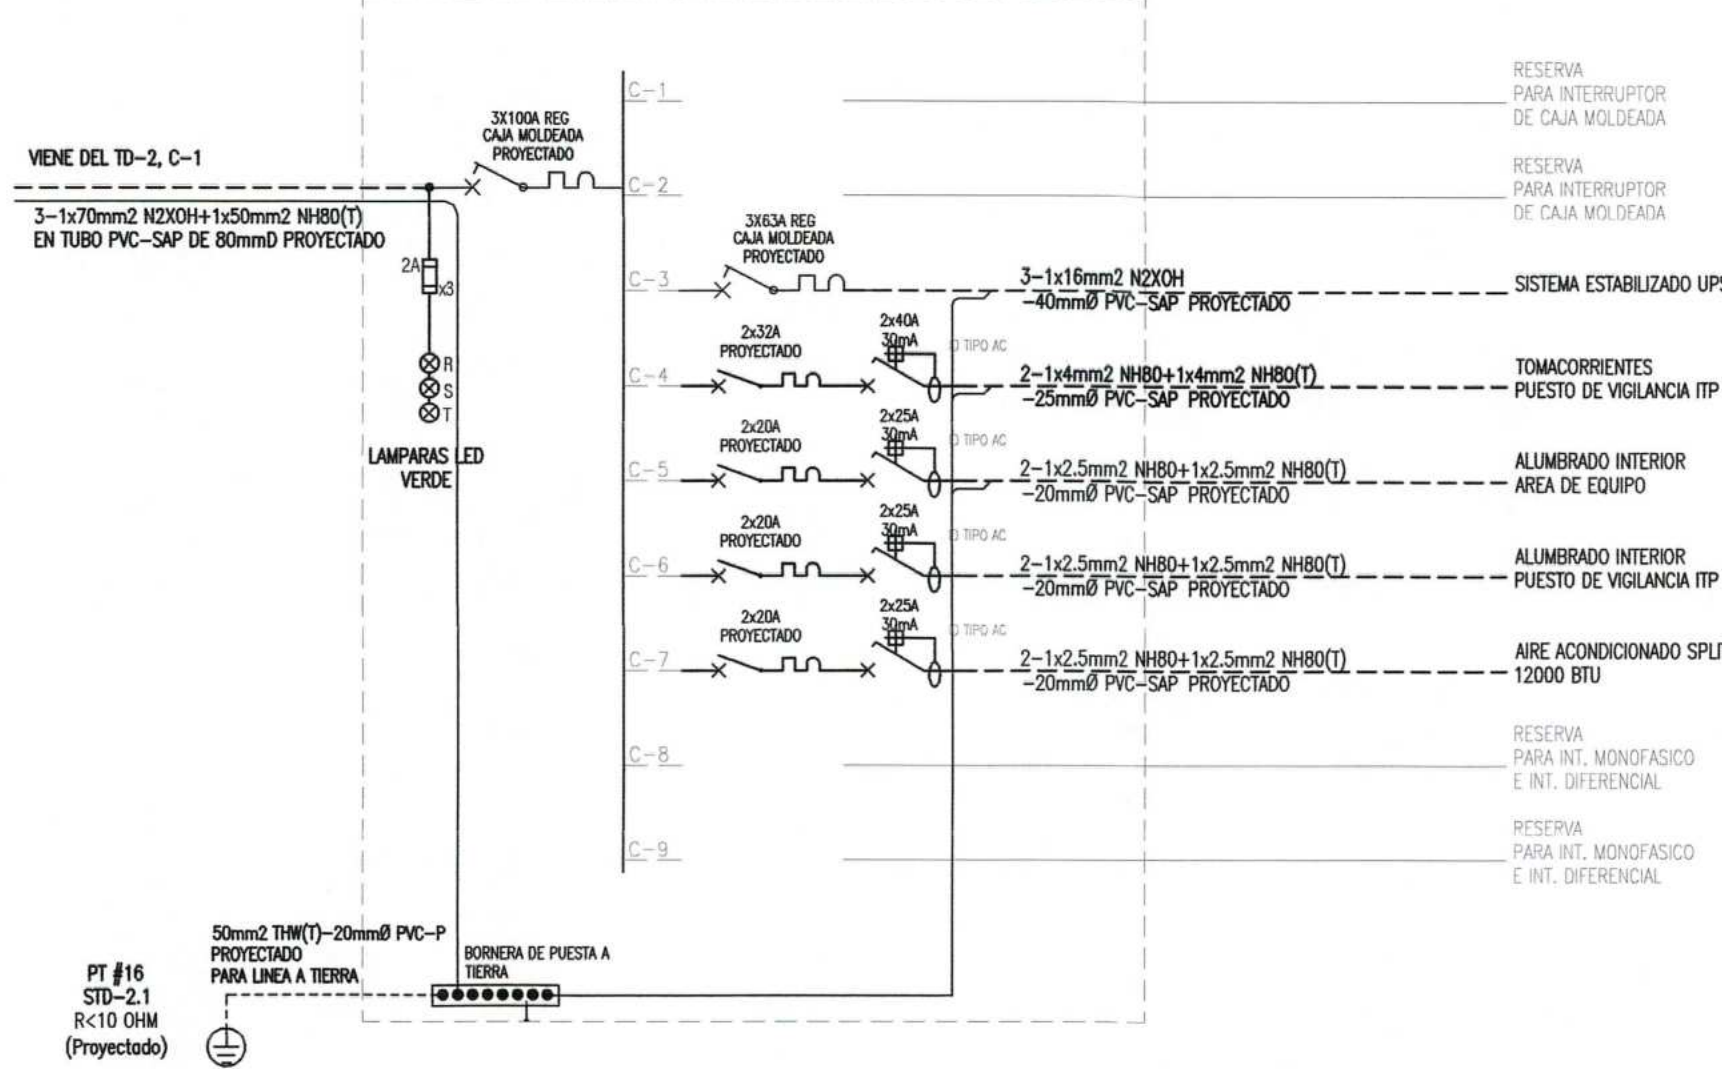 VIENE DEL TD-2, C-1
3-1x70mm2 N2XOH+1x50mm2 NH80(T)
EN TUBO PVC-SAP DE 80mmD PROYECTADO
3X100A REG
CAJA MOLDEADA
PROYECTADO
2A
x3
R
S
T
LAMPARAS LED
VERDE
C-1
RESERVA
PARA INTERRUPTOR
DE CAJA MOLDEADA
C-2
RESERVA
PARA INTERRUPTOR
DE CAJA MOLDEADA
C-3
3X63A REG
CAJA MOLDEADA
PROYECTADO
3-1x16mm2 N2XOH
-40mmØ PVC-SAP PROYECTADO
SISTEMA ESTABILIZADO UPS
C-4
2x32A
PROYECTADO
2x40A
30mA
TIPO AC
2-1x4mm2 NH80+1x4mm2 NH80(T)
-25mmØ PVC-SAP PROYECTADO
TOMACORRIENTES
PUESTO DE VIGILANCIA ITP
C-5
2x20A
PROYECTADO
2x25A
30mA
TIPO AC
2-1x2.5mm2 NH80+1x2.5mm2 NH80(T)
-20mmØ PVC-SAP PROYECTADO
ALUMBRADO INTERIOR
AREA DE EQUIPO
C-6
2x20A
PROYECTADO
2x25A
30mA
TIPO AC
2-1x2.5mm2 NH80+1x2.5mm2 NH80(T)
-20mmØ PVC-SAP PROYECTADO
ALUMBRADO INTERIOR
PUESTO DE VIGILANCIA ITP
C-7
2x20A
PROYECTADO
2x25A
30mA
TIPO AC
2-1x2.5mm2 NH80+1x2.5mm2 NH80(T)
-20mmØ PVC-SAP PROYECTADO
AIRE ACONDICIONADO SPLIT
12000 BTU
C-8
RESERVA
PARA INT. MONOFASICO
E INT. DIFERENCIAL
C-9
RESERVA
PARA INT. MONOFASICO
E INT. DIFERENCIAL
50mm2 THW(T)-20mmØ PVC-P
PROYECTADO
PARA LINEA A TIERRA
BORNERA DE PUESTA A
TIERRA
PT #16
STD-2.1
R<10 OHM
(Proyectado)